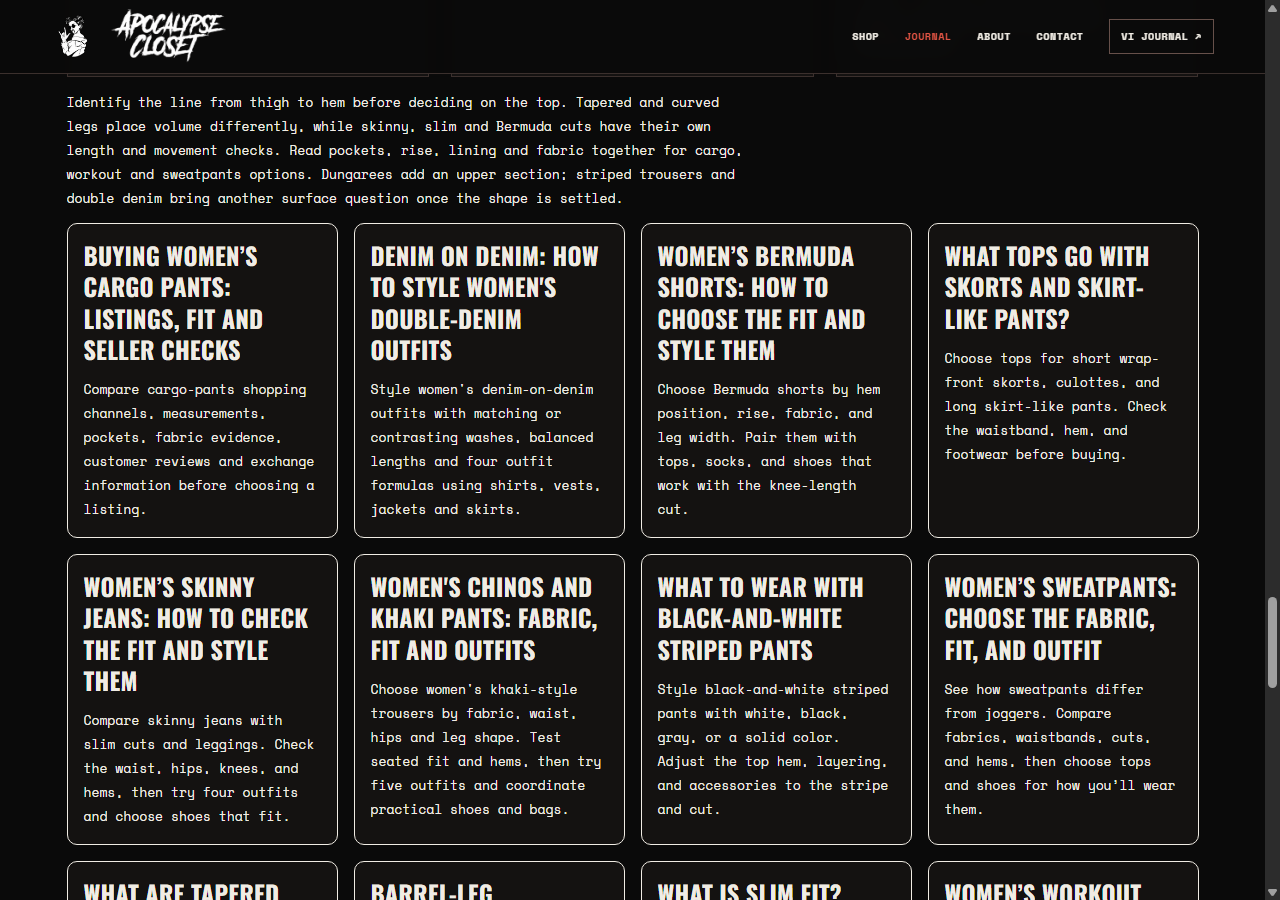 APOCALYPSE
CLOSET
SHOP JOURNAL ABOUT CONTACT VI JOURNAL ↗
Identify the line from thigh to hem before deciding on the top. Tapered and curved
legs place volume differently, while skinny, slim and Bermuda cuts have their own
length and movement checks. Read pockets, rise, lining and fabric together for cargo,
workout and sweatpants options. Dungarees add an upper section; striped trousers and
double denim bring another surface question once the shape is settled.
BUYING WOMEN’S
CARGO PANTS:
LISTINGS, FIT AND
SELLER CHECKS
Compare cargo-pants shopping
channels, measurements,
pockets, fabric evidence,
customer reviews and exchange
information before choosing a
listing.
DENIM ON DENIM: HOW
TO STYLE WOMEN'S
DOUBLE-DENIM
OUTFITS
Style women's denim-on-denim
outfits with matching or
contrasting washes, balanced
lengths and four outfit
formulas using shirts, vests,
jackets and skirts.
WOMEN’S BERMUDA
SHORTS: HOW TO
CHOOSE THE FIT AND
STYLE THEM
Choose Bermuda shorts by hem
position, rise, fabric, and
leg width. Pair them with
tops, socks, and shoes that
work with the knee-length
cut.
WHAT TOPS GO WITH
SKORTS AND SKIRT-
LIKE PANTS?
Choose tops for short wrap-
front skorts, culottes, and
long skirt-like pants. Check
the waistband, hem, and
footwear before buying.
WOMEN’S SKINNY
JEANS: HOW TO CHECK
THE FIT AND STYLE
THEM
Compare skinny jeans with
slim cuts and leggings. Check
the waist, hips, knees, and
hems, then try four outfits
and choose shoes that fit.
WOMEN'S CHINOS AND
KHAKI PANTS: FABRIC,
FIT AND OUTFITS
Choose women's khaki-style
trousers by fabric, waist,
hips and leg shape. Test
seated fit and hems, then try
five outfits and coordinate
practical shoes and bags.
WHAT TO WEAR WITH
BLACK-AND-WHITE
STRIPED PANTS
Style black-and-white striped
pants with white, black,
gray, or a solid color.
Adjust the top hem, layering,
and accessories to the stripe
and cut.
WOMEN’S SWEATPANTS:
CHOOSE THE FABRIC,
FIT, AND OUTFIT
See how sweatpants differ
from joggers. Compare
fabrics, waistbands, cuts,
and hems, then choose tops
and shoes for how you’ll wear
them.
WHAT ARE TAPERED
BARREL-LEG
WHAT IS SLIM FIT?
WOMEN’S WORKOUT